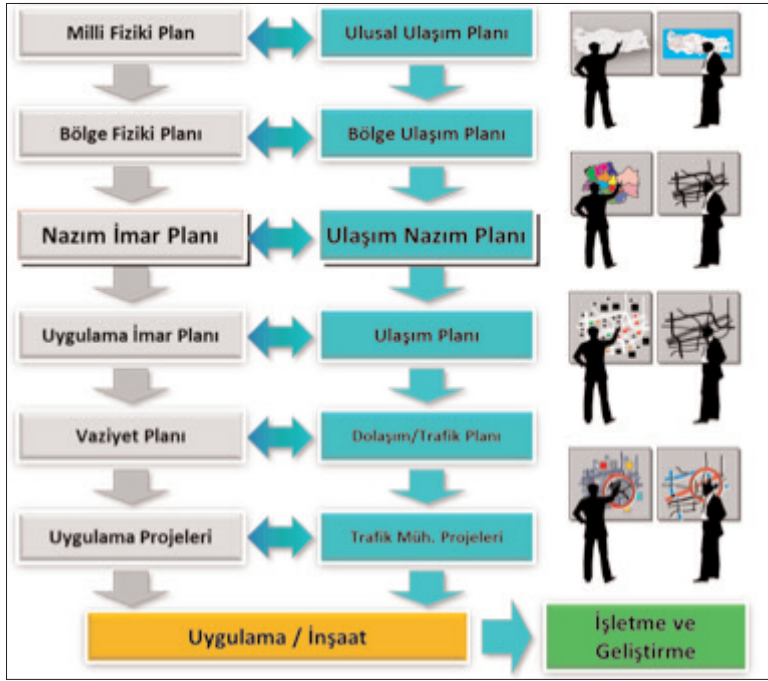 Milli Fiziki Plan
Ulusal Ulaşım Planı
Bölge Fiziki Planı
Bölge Ulaşım Planı
Nazım İmar Planı
Ulaşım Nazım Planı
Uygulama İmar Planı
Ulaşım Planı
Vaziyet Planı
Dolaşım/Trafik Planı
Uygulama Projeleri
Trafik Müh. Projeleri
Uygulama / İnşaat
İşletme ve
Geliştirme